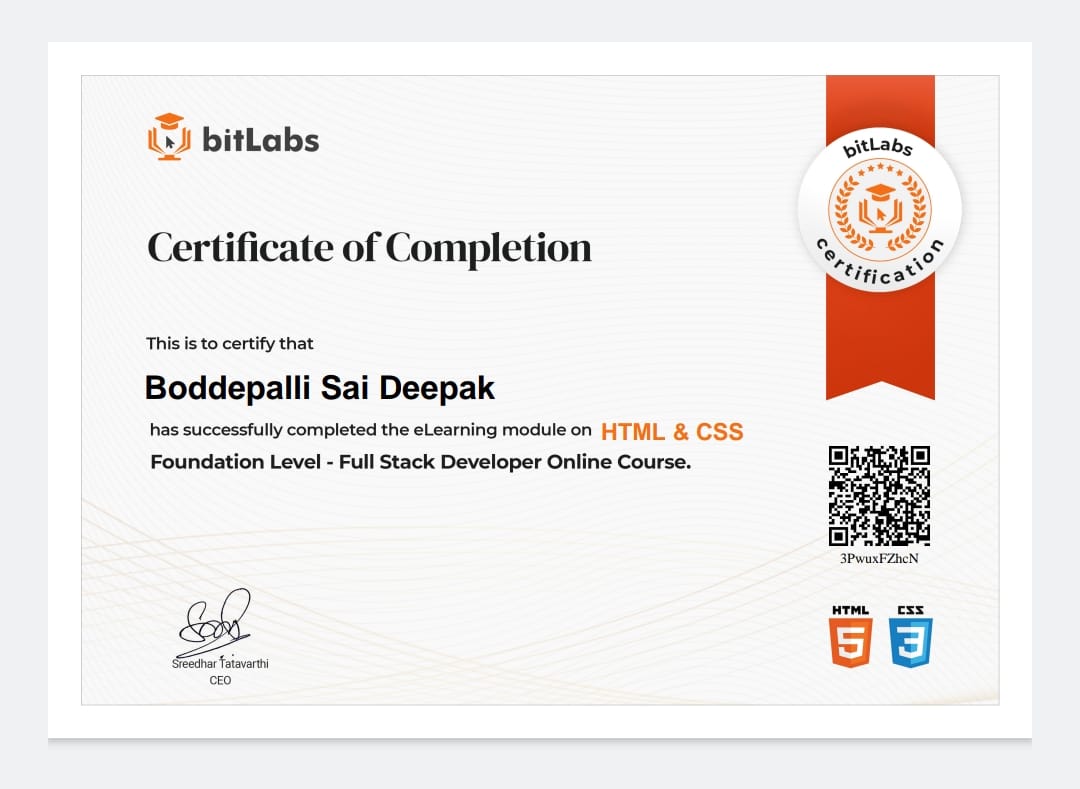 bitLabs
bitLabs
certification
Certificate of Completion
This is to certify that
Boddepalli Sai Deepak
has successfully completed the eLearning module on HTML & CSS
Foundation Level - Full Stack Developer Online Course.
3PwuxFZhcN
HTML CSS
5 3
Sreedhar Tatavarthi
CEO